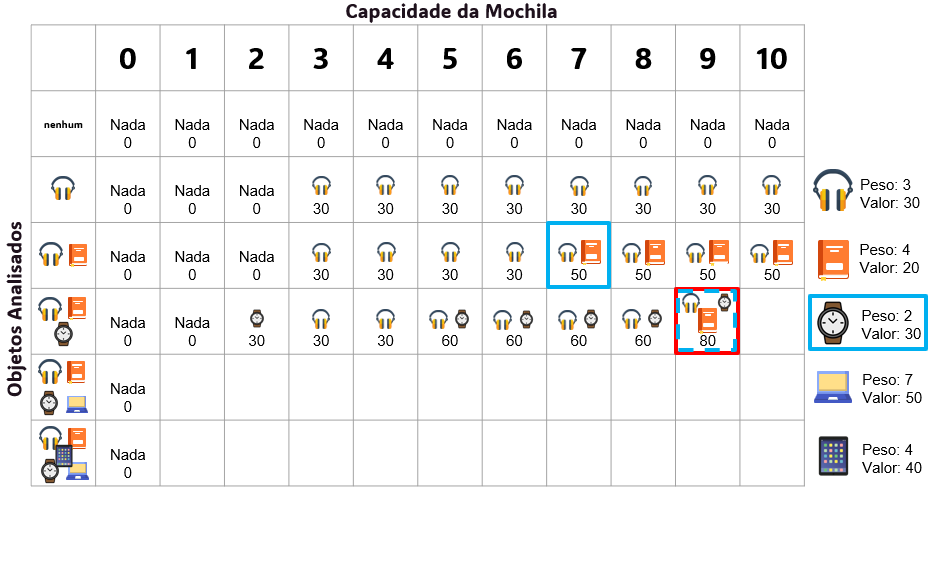 Capacidade da Mochila
0 1 2 3 4 5 6 7 8 9 10
nenhum
Nada Nada Nada Nada Nada Nada Nada Nada Nada Nada Nada
0 0 0 0 0 0 0 0 0 0 0
Nada Nada Nada
0 0 0 30 30 30 30 30 30 30 30
Peso: 3
Valor: 30
Objetos Analisados
Nada Nada Nada
0 0 0 30 30 30 30 50 50 50 50
Peso: 4
Valor: 20
Nada Nada
0 0 30 30 30 60 60 60 60 80
Peso: 2
Valor: 30
Nada
0
Peso: 7
Valor: 50
Nada
0
Peso: 4
Valor: 40